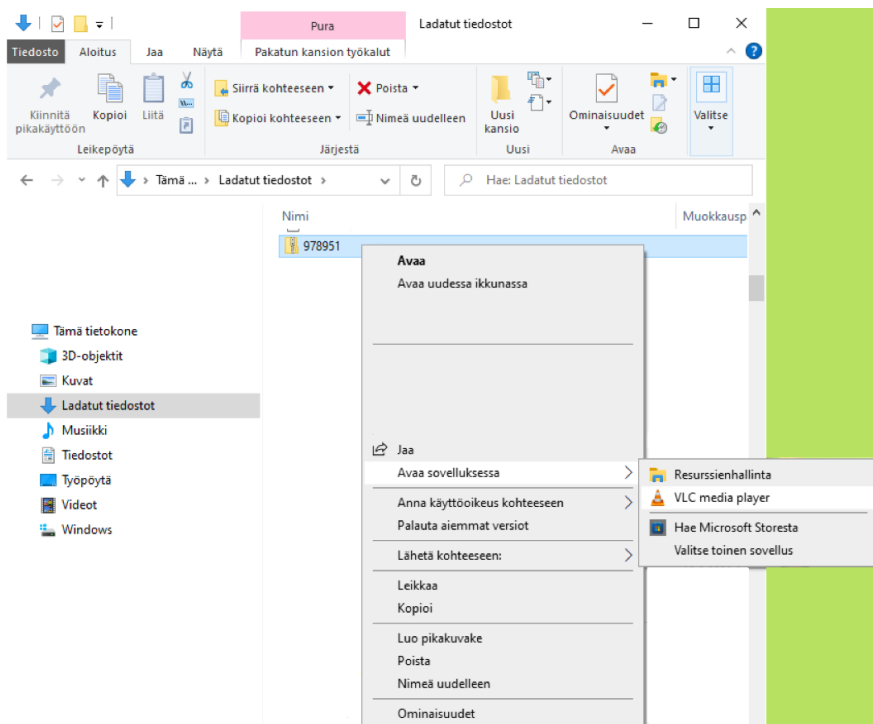 Pura
Ladatut tiedostot
Tiedosto
Aloitus
Jaa
Näytä
Pakatun kansion työkalut
Kiinnitä pikakäyttöön
Kopioi
Liitä
Siirrä kohteeseen
Kopioi kohteeseen
Poista
Nimeä uudelleen
Uusi kansio
Ominaisuudet
Valitse
Leikepöytä
Järjestä
Uusi
Avaa
Tämä ...
Ladatut tiedostot
Hae: Ladatut tiedostot
Nimi
Muokkausp
978951
Tämä tietokone
3D-objektit
Kuvat
Ladatut tiedostot
Musiikki
Tiedostot
Työpöytä
Videot
Windows
Avaa
Avaa uudessa ikkunassa
Jaa
Avaa sovelluksessa
Anna käyttöoikeus kohteeseen
Palauta aiemmat versiot
Lähetä kohteeseen:
Leikkaa
Kopioi
Luo pikakuvake
Poista
Nimeä uudelleen
Ominaisuudet
Resurssienhallinta
VLC media player
Hae Microsoft Storesta
Valitse toinen sovellus